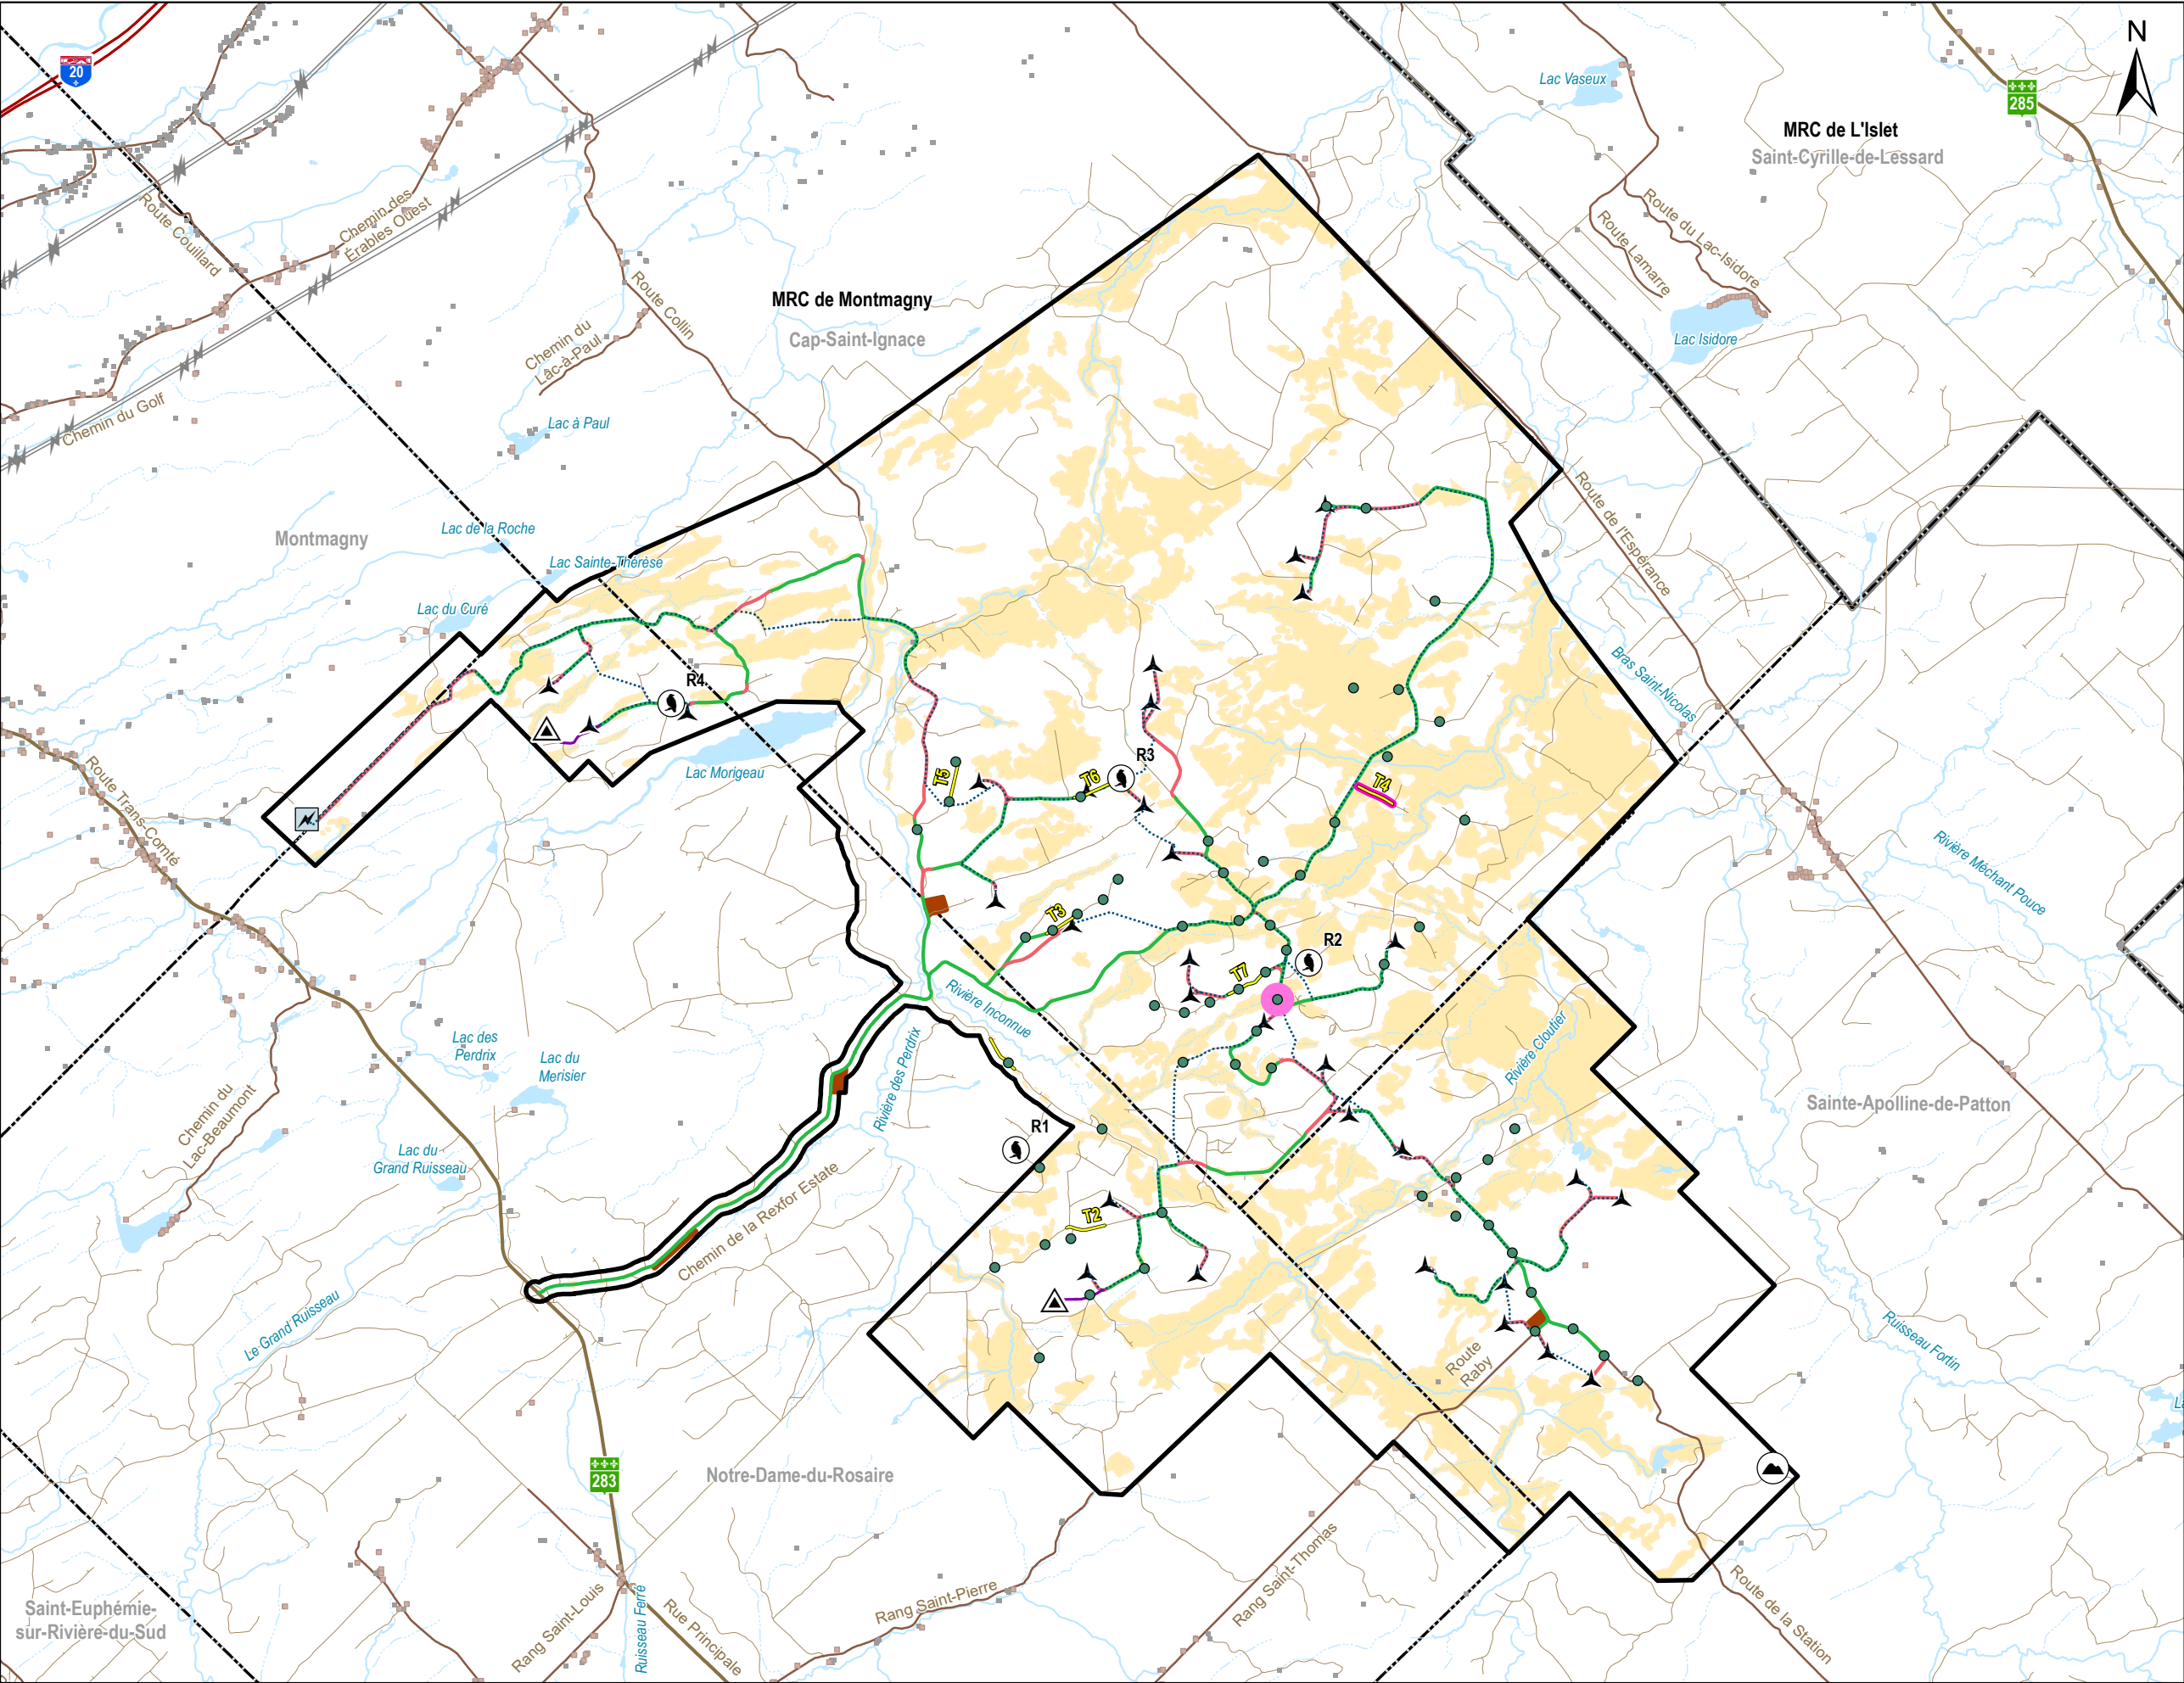 N
20
285
Lac Vaseux
MRC de L'Islet
Saint-Cyrille-de-Lessard
Route Couillard
Chemin des
Érables Ouest
Route du Lac-Isidore
Route Lamarre
MRC de Montmagny
Cap-Saint-Ignace
Route Collin
Chemin du
Lac-à-Paul
Lac Isidore
Chemin du Golf
Lac à Paul
Route de l'Espérance
Lac de la Roche
Montmagny
Lac Sainte-Thérèse
Lac du Curé
Bras Saint-Nicolas
R4
R3
Lac Morigeau
T5
T6
T4
Route Trans-Comté
Rivière Méchant Pouce
T3
R2
T7
Rivière Inconnue
Lac des
Perdrix
Lac du
Merisier
Rivière des Perdrix
Rivière Cloutier
Chemin du
Lac-Beaumont
Sainte-Apolline-de-Patton
R1
Lac du
Grand Ruisseau
Chemin de la Rexfor Estate
T2
Le Grand Ruisseau
Ruisseau Fortin
Route
Raby
La
283
Notre-Dame-du-Rosaire
Saint-Euphémie-
sur-Rivière-du-Sud
Rang Saint-Louis
Ruisseau Ferré
Rue Principale
Rang Saint-Pierre
Rang Saint-Thomas
Route de la Station